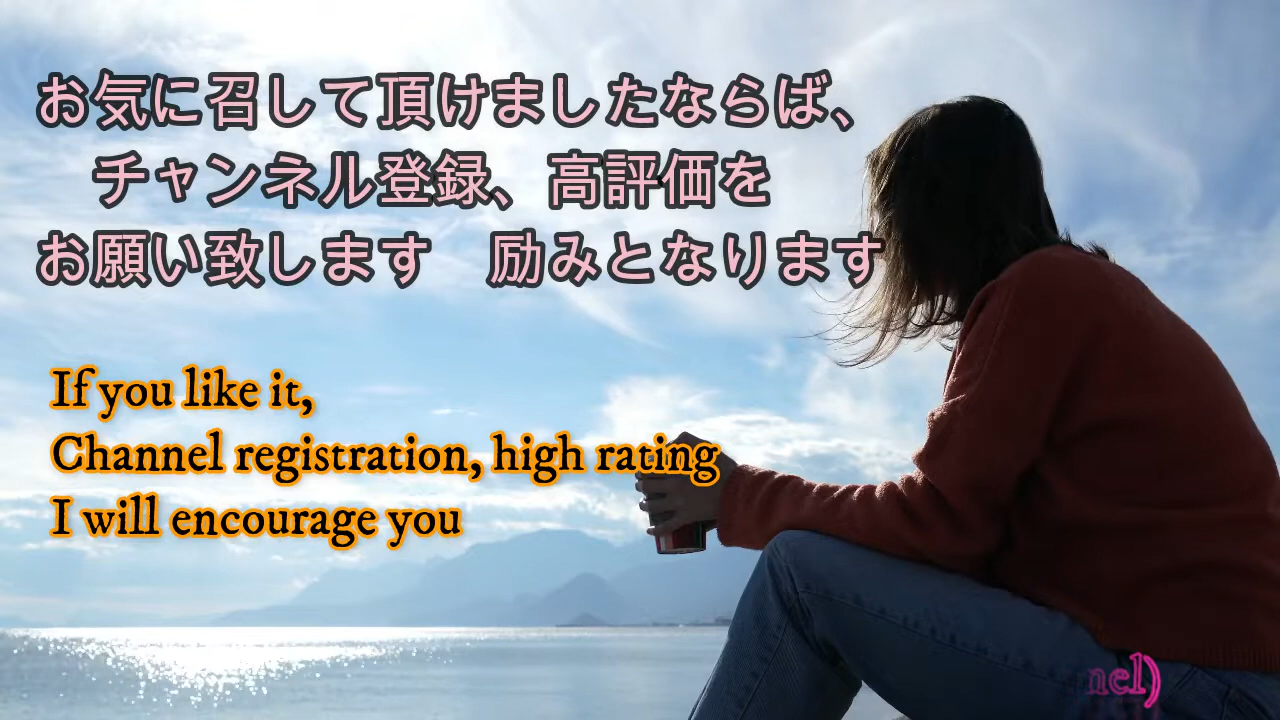 お気に召して頂けましたならば、
チャンネル登録、高評価を
お願い致します　励みとなります
If you like it,
Channel registration, high rating
I will encourage you